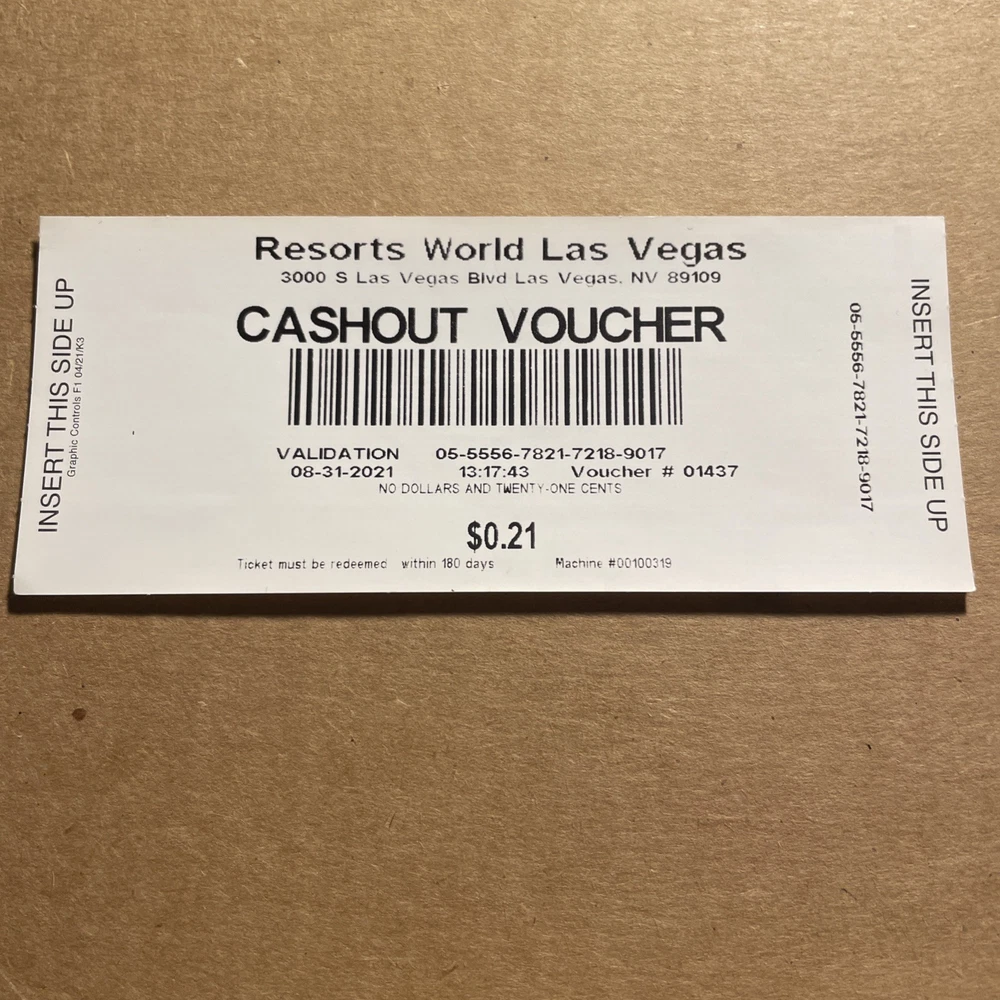 Resorts World Las Vegas
3000 S Las Vegas Blvd Las Vegas, NV 89109
CASHOUT VOUCHER
VALIDATION 05-5556-7821-7218-9017
08-31-2021 13:17:43 Voucher # 01437
NO DOLLARS AND TWENTY-ONE CENTS
$0.21
Ticket must be redeemed within 180 days Machine #00100319
INSERT THIS SIDE UP
Graphic Controls F1 04/21/K3
05-5556-7821-7218-9017
INSERT THIS SIDE UP